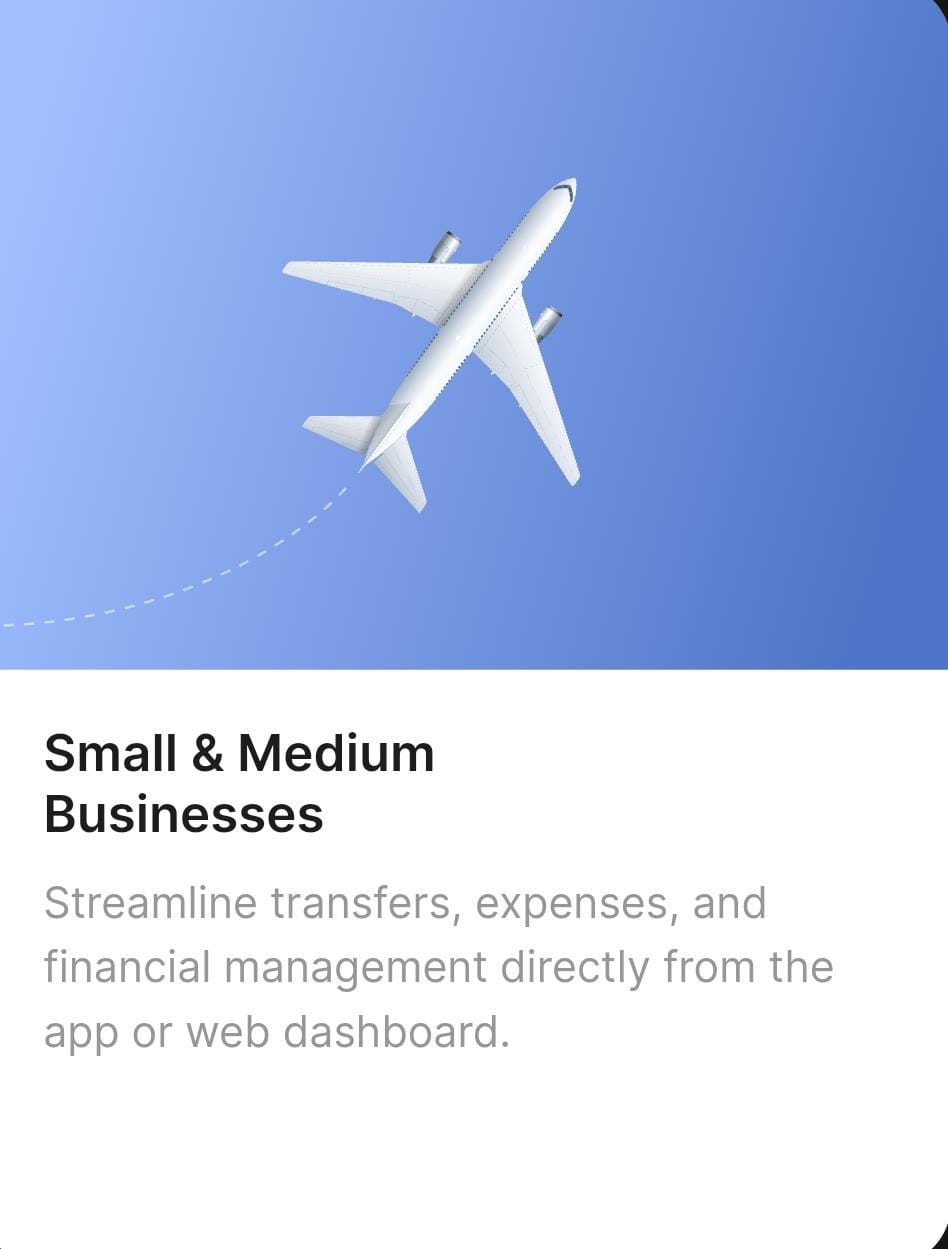 Small & Medium
Businesses
Streamline transfers, expenses, and
financial management directly from the
app or web dashboard.